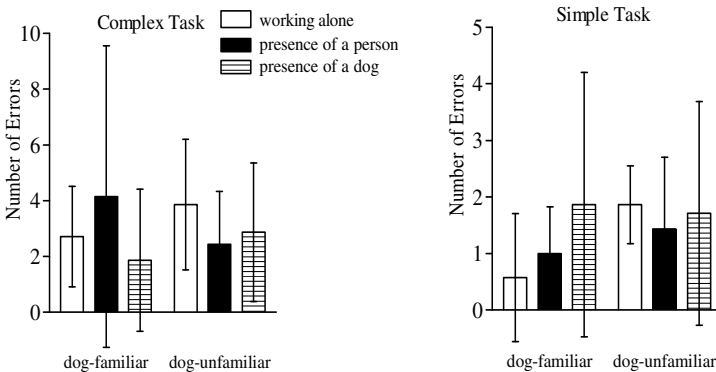 Complex Task
working alone
presence of a person
presence of a dog
Number of Errors
10
8
6
4
2
0
dog-familiar dog-unfamiliar
Simple Task
Number of Errors
5
4
3
2
1
0
dog-familiar dog-unfamiliar